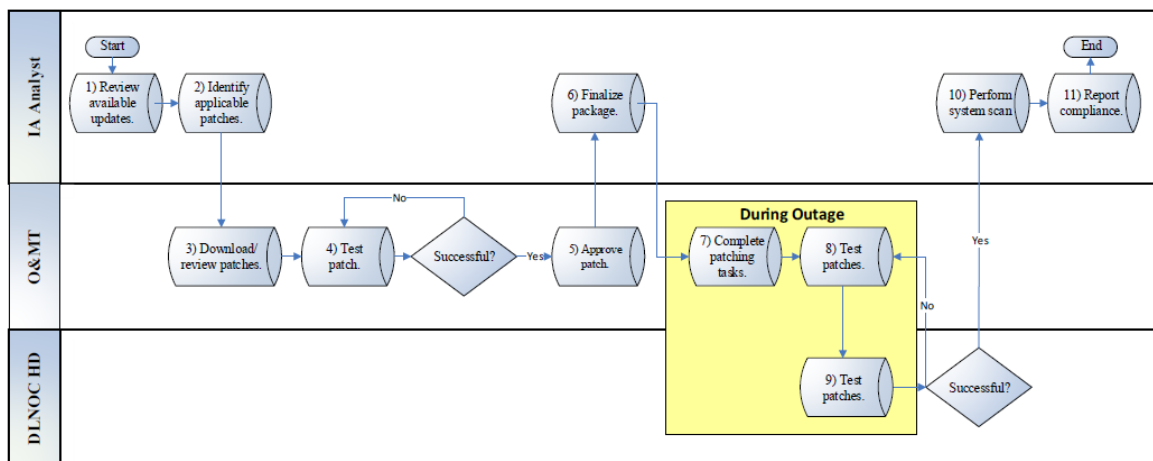 IA Analyst
Start
1) Review
available
updates.
2) Identify
applicable
patches.
6) Finalize
package.
10) Perform
system scan
End
11) Report
compliance.
O&MT
3) Download/
review patches.
4) Test
patch.
No
Successful?
Yes
5) Approve
patch.
During Outage
7) Complete
patching
tasks.
8) Test
patches.
No
Yes
DLNOC HD
9) Test
patches.
Successful?